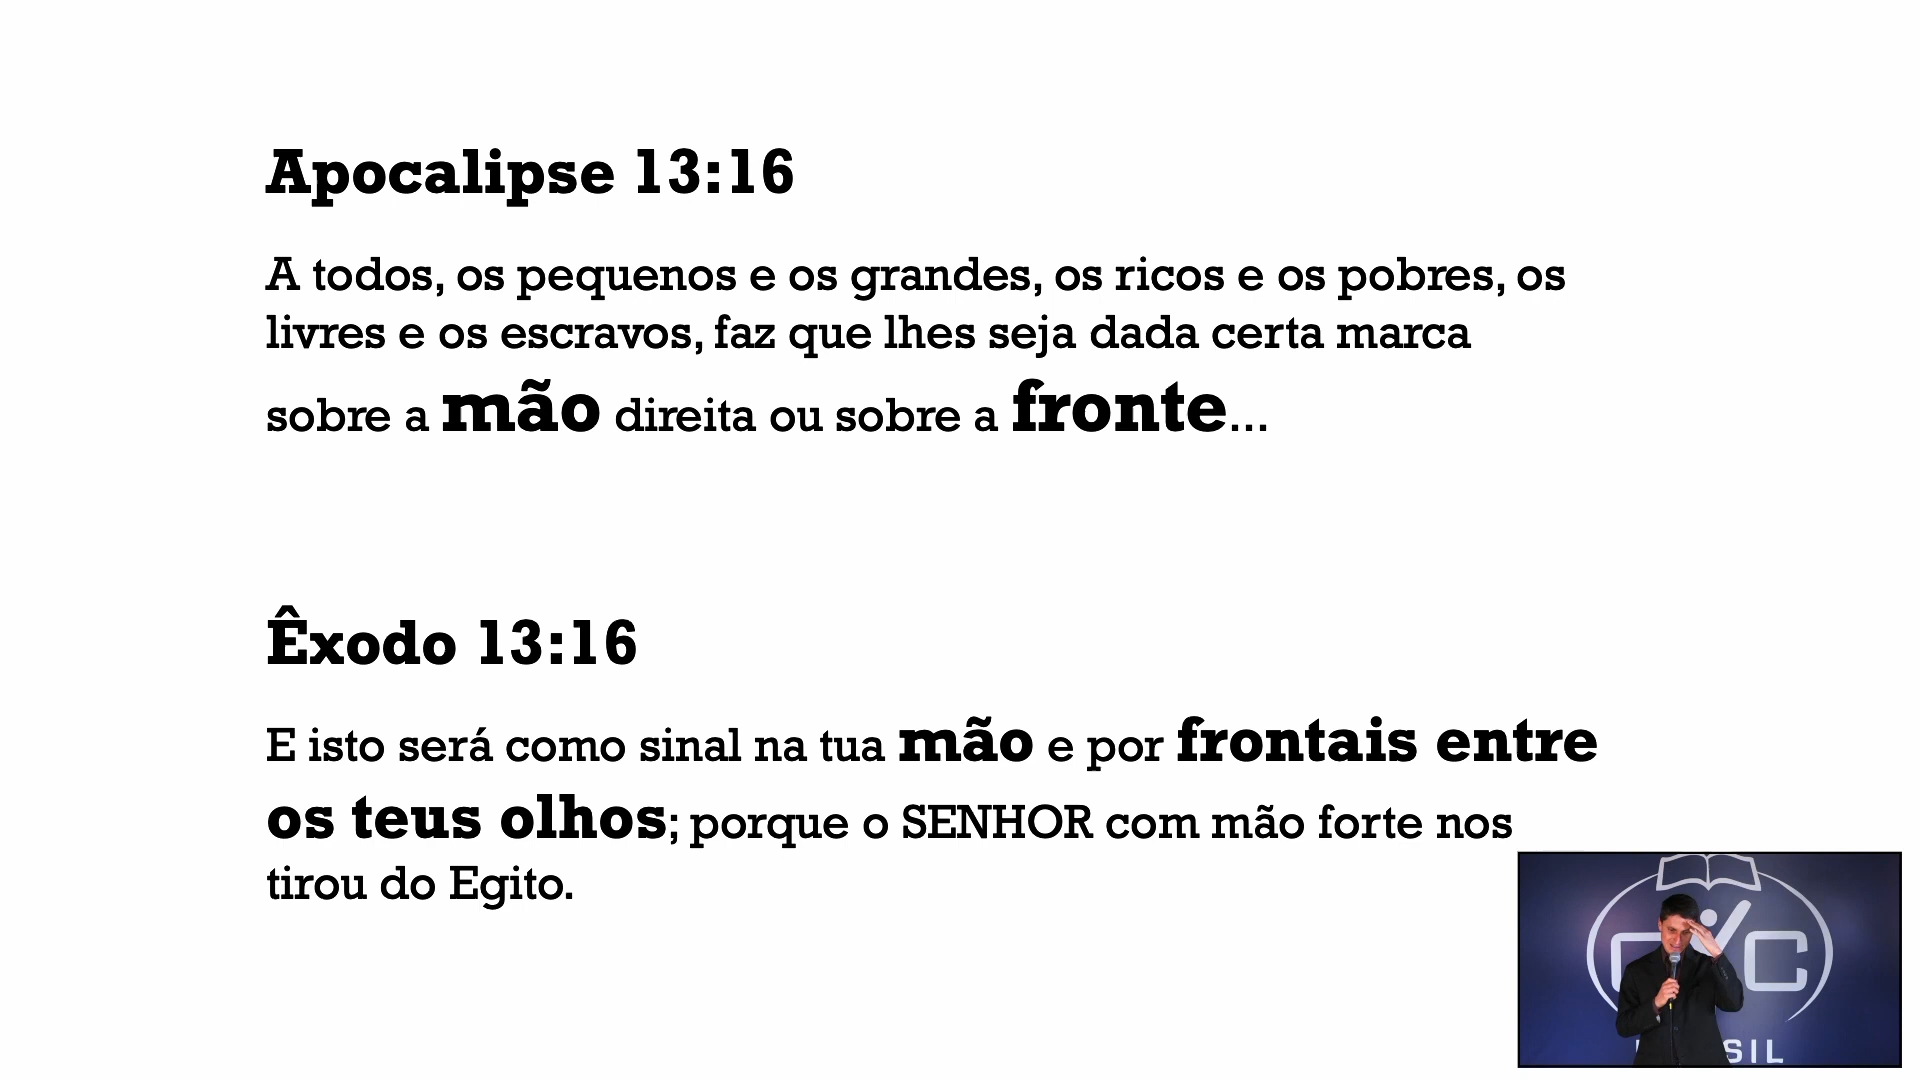 Apocalipse 13:16
A todos, os pequenos e os grandes, os ricos e os pobres, os
livres e os escravos, faz que lhes seja dada certa marca
sobre a mão direita ou sobre a fronte...
Êxodo 13:16
E isto será como sinal na tua mão e por frontais entre
os teus olhos; porque o SENHOR com mão forte nos
tirou do Egito.